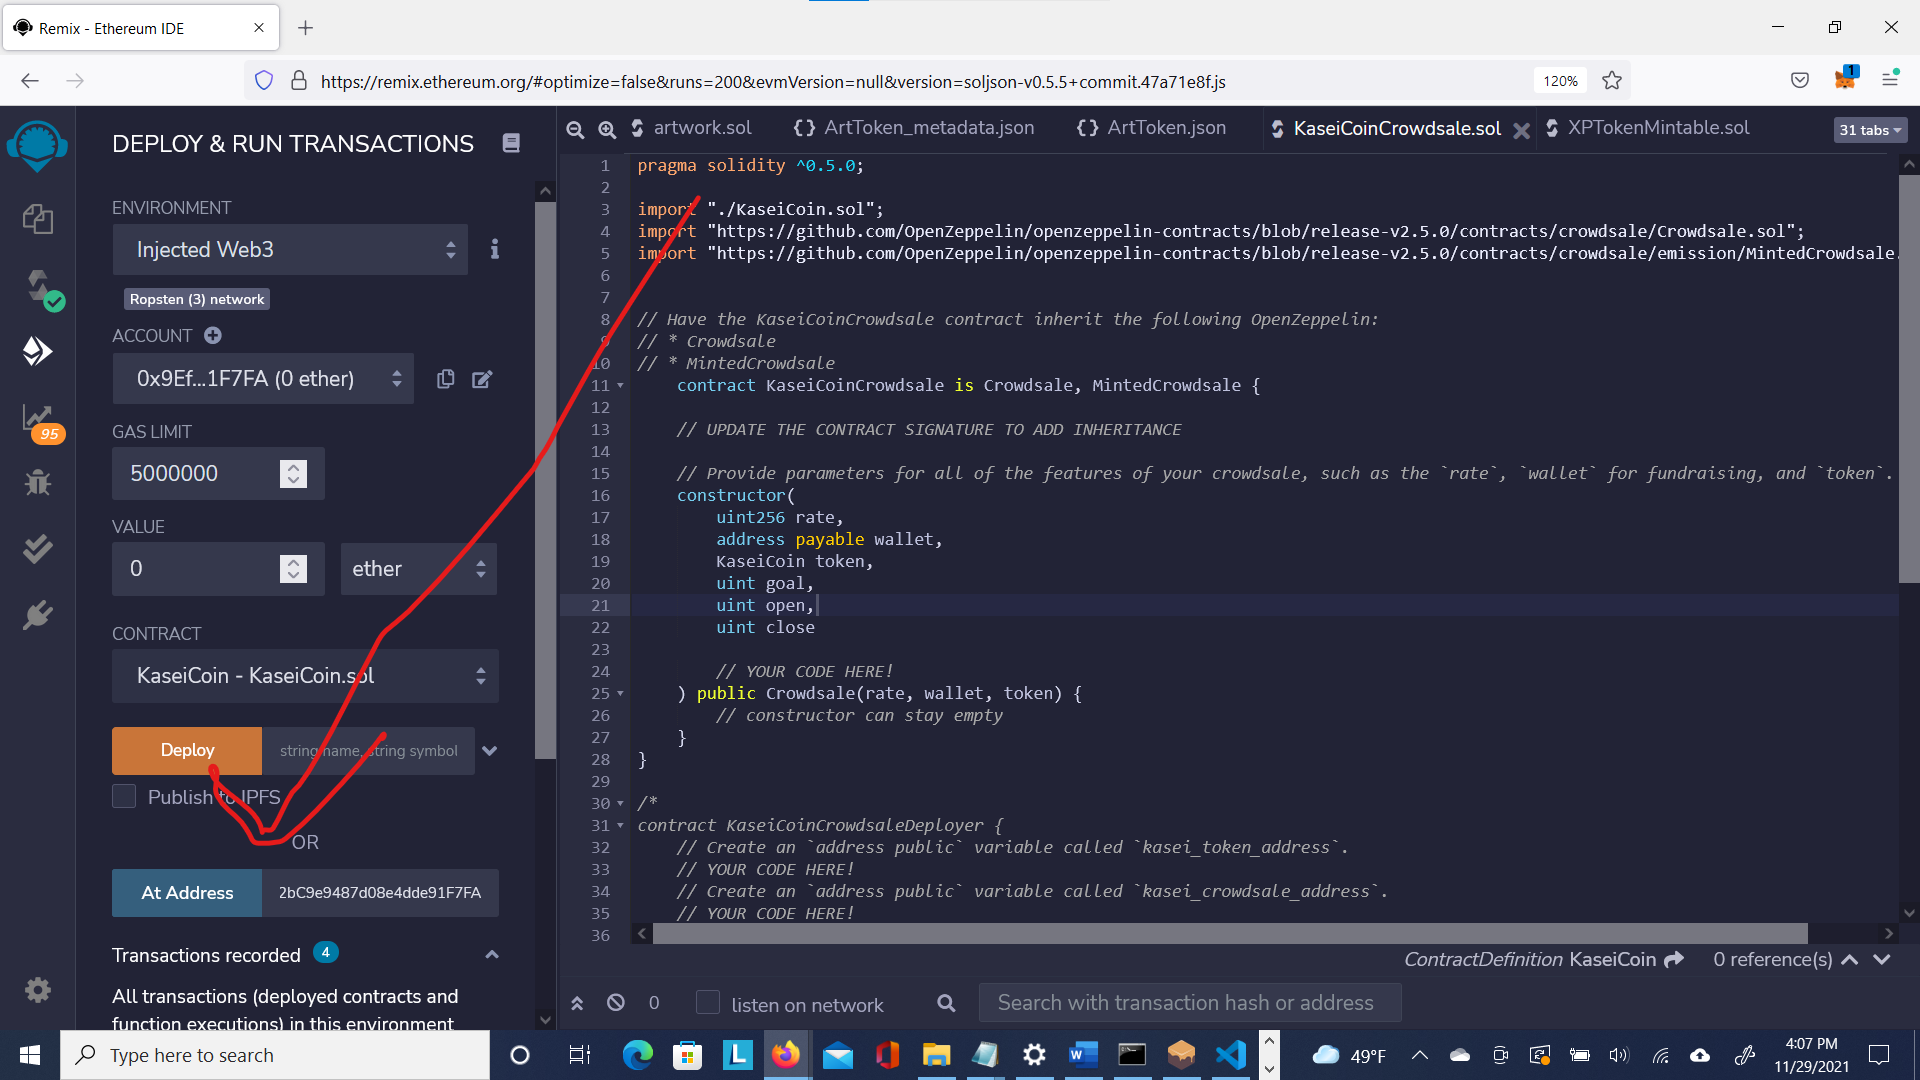 Remix - Ethereum IDE
https://remix.ethereum.org/#optimize=false&runs=200&evmVersion=null&version=soljson-v0.5.5+commit.47a71e8f.js
120%
1
DEPLOY & RUN TRANSACTIONS
ENVIRONMENT
Injected Web3
Ropsten (3) network
ACCOUNT
0x9Ef...1F7FA (0 ether)
GAS LIMIT
5000000
95
VALUE
0
ether
CONTRACT
KaseiCoin - KaseiCoin.sol
Deploy
string name, string symbol
Publish to IPFS
OR
At Address
2bC9e9487d08e4dde91F7FA
Transactions recorded 4
All transactions (deployed contracts and
function executions) in this environment
artwork.sol
{} ArtToken_metadata.json
{} ArtToken.json
KaseiCoinCrowdsale.sol
XPTokenMintable.sol
31 tabs
1 pragma solidity ^0.5.0;
2
3 import "./KaseiCoin.sol";
4 import "https://github.com/OpenZeppelin/openzeppelin-contracts/blob/release-v2.5.0/contracts/crowdsale/Crowdsale.sol";
5 import "https://github.com/OpenZeppelin/openzeppelin-contracts/blob/release-v2.5.0/contracts/crowdsale/emission/MintedCrowdsale.
6
7
8 // Have the KaseiCoinCrowdsale contract inherit the following OpenZeppelin:
9 // * Crowdsale
10 // * MintedCrowdsale
11 contract KaseiCoinCrowdsale is Crowdsale, MintedCrowdsale {
12
13 // UPDATE THE CONTRACT SIGNATURE TO ADD INHERITANCE
14
15 // Provide parameters for all of the features of your crowdsale, such as the `rate`, `wallet` for fundraising, and `token`.
16 constructor(
17 uint256 rate,
18 address payable wallet,
19 KaseiCoin token,
20 uint goal,
21 uint open,
22 uint close
23
24 // YOUR CODE HERE!
25 ) public Crowdsale(rate, wallet, token) {
26 // constructor can stay empty
27 }
28 }
29
30 /*
31 contract KaseiCoinCrowdsaleDeployer {
32 // Create an `address public` variable called `kasei_token_address`.
33 // YOUR CODE HERE!
34 // Create an `address public` variable called `kasei_crowdsale_address`.
35 // YOUR CODE HERE!
36
ContractDefinition KaseiCoin 0 reference(s)
0 listen on network Search with transaction hash or address
Type here to search
49°F
4:07 PM
11/29/2021